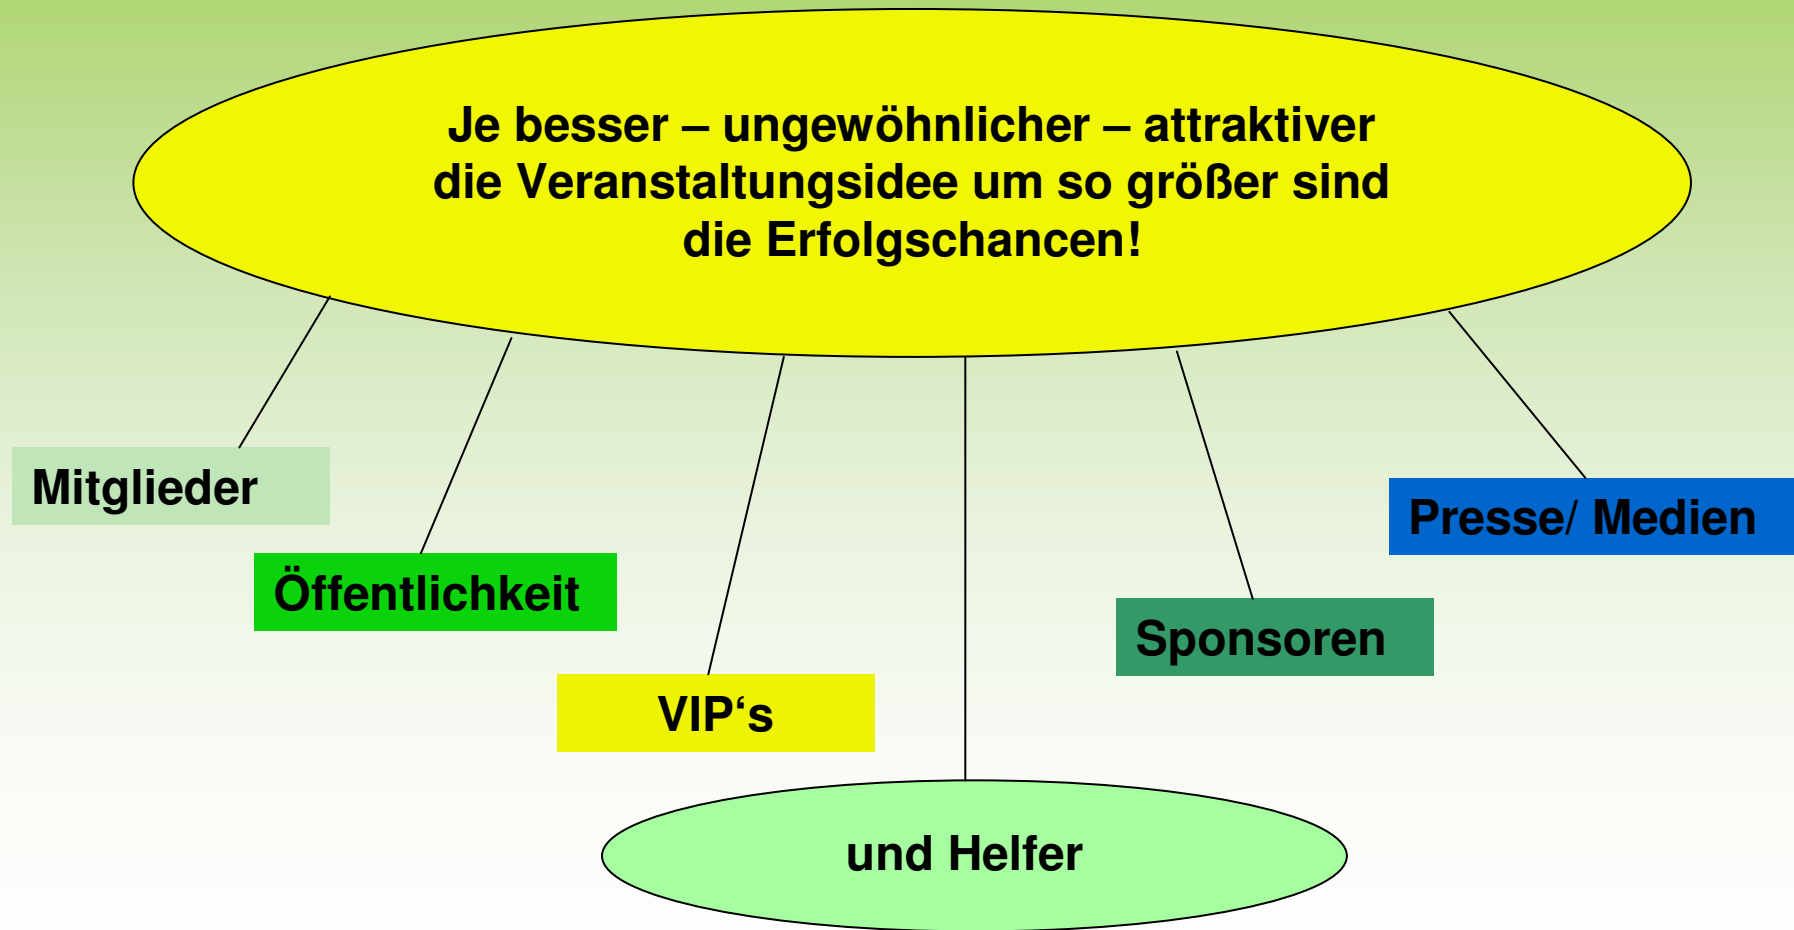 Je besser – ungewöhnlicher – attraktiver
die Veranstaltungsidee um so größer sind
die Erfolgschancen!
Mitglieder
Öffentlichkeit
VIP‘s
und Helfer
Sponsoren
Presse/ Medien